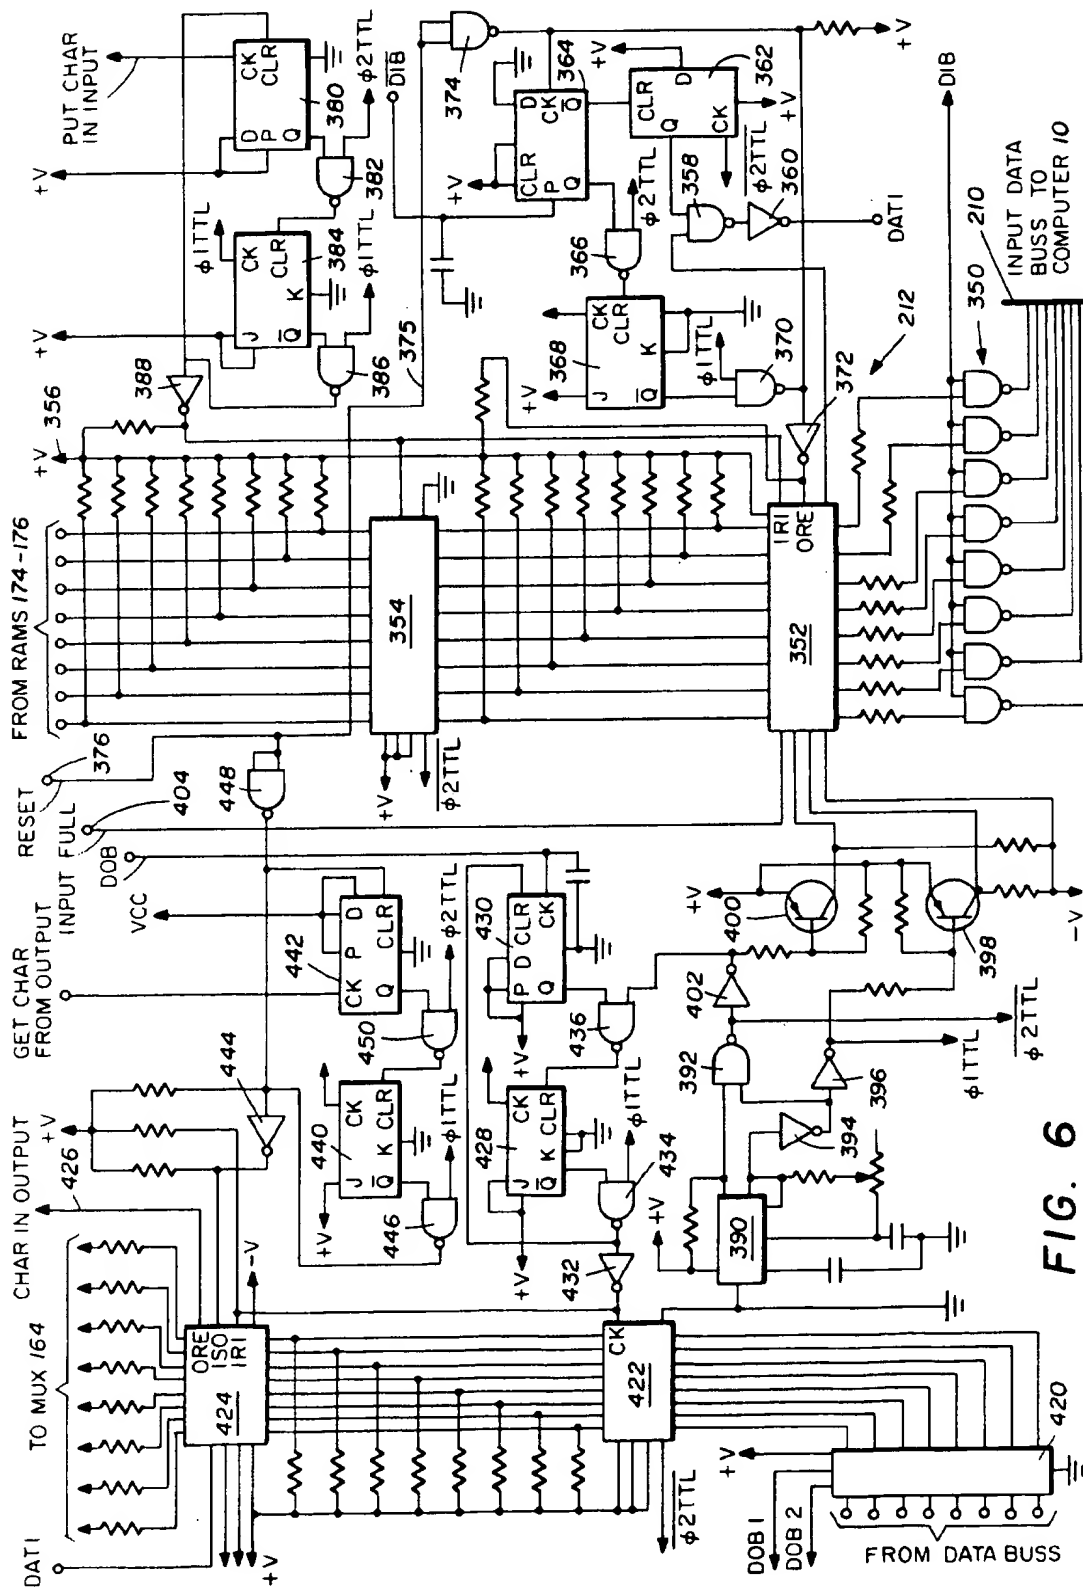 PUT CHAR
IN INPUT
+V
CK
CLR
D
P
Q
380
φ2TTL
382
φ1TTL
+V
CK
CLR
384
J
K
Q̅
φ1TTL
386
388
+V
356
375
FROM RAMS 174-176
RESET
376
INPUT FULL
404
448
354
+V
φ̅2̅T̅T̅L̅
D̅I̅B̅
374
+V
D
CK
CLR
P
Q
Q̅
364
+V
CLR
D
Q
CK
362
+V
φ̅2̅T̅T̅L̅
φ2TTL
366
358
360
DATI
368
CK
CLR
J
K
Q̅
+V
φ1TTL
370
372
212
IRI
ORE
352
DIB
350
210
INPUT DATA
BUSS TO
COMPUTER 10
GET CHAR
FROM OUTPUT
DOB
VCC
442
D
P
CK
CLR
Q
φ2TTL
450
440
J
CK
CLR
K
Q̅
+V
φ1TTL
446
444
430
P
D
CLR
CK
Q
+V
436
428
J
CK
CLR
K
+V
φ1TTL
434
432
+V
400
398
-V
402
392
φ̅2̅T̅T̅L̅
φ1TTL
396
394
390
+V
CHAR IN OUTPUT
426
+V
TO MUX 164
ORE
ISO
IRI
424
-V
DATI
+V
CK
422
φ̅2̅T̅T̅L̅
+V
DOB 1
DOB 2
420
FROM DATA BUSS
FIG. 6